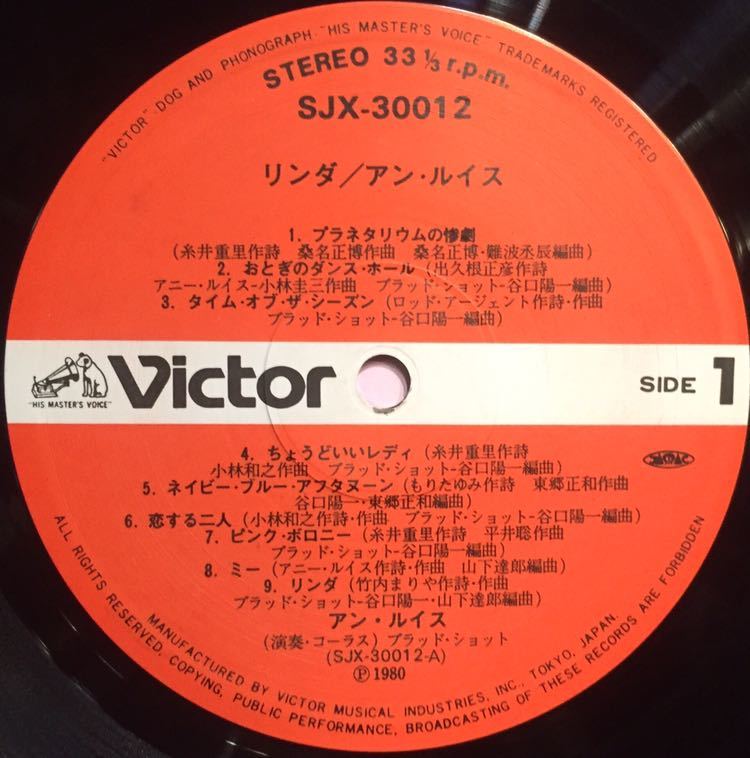 "VICTOR"-DOG AND PHONOGRAPH-"HIS MASTER'S VOICE" TRADEMARKS REGISTERED
STEREO 33 1/3 r.p.m.
SJX-30012
リンダ/アン・ルイス
1. プラネタリウムの惨劇
(糸井重里作詩 桑名正博作曲 桑名正博・難波丞辰編曲)
2. おとぎのダンス・ホール(出久根正彦作詩
アニー・ルイス-小林圭三作曲 ブラッド・ショット-谷口陽一編曲)
3. タイム・オブ・ザ・シーズン(ロッド・アージェント作詩・作曲
ブラッド・ショット-谷口陽一編曲)
"HIS MASTER'S VOICE"
Victor
SIDE 1
4. ちょうどいいレディ(糸井重里作詩
小林和之作曲 ブラッド・ショット-谷口陽一編曲)
5. ネイビー・ブルー・アフタヌーン(もりたゆみ作詩 東郷正和作曲
谷口陽一・東郷正和編曲)
6. 恋する二人(小林和之作詩・作曲 ブラッド・ショット-谷口陽一編曲)
7. ピンク・ボロニー(糸井重里作詩 平井聡作曲
ブラッド・ショット-谷口陽一編曲)
8. ミー(アニー・ルイス作詩・作曲 山下達郎編曲)
9. リンダ(竹内まりや作詩・作曲
ブラッド・ショット-谷口陽一・山下達郎編曲)
アン・ルイス
(演奏・コーラス)ブラッド・ショット
(SJX-30012-A)
Ⓟ1980
MANUFACTURED BY VICTOR MUSICAL INDUSTRIES, INC., TOKYO, JAPAN.
ALL RIGHTS RESERVED, COPYING, PUBLIC PERFORMANCE, BROADCASTING OF THESE RECORDS ARE FORBIDDEN